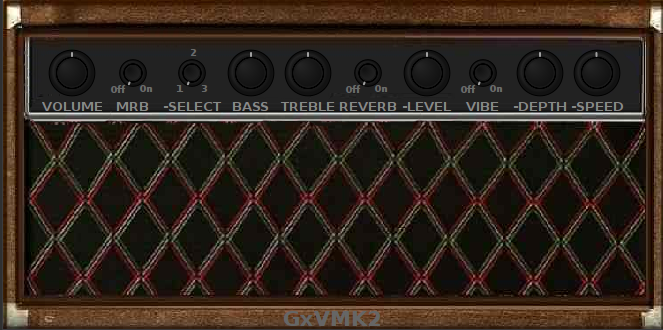 2
Off On 1 3 Off On Off On
VOLUME MRB -SELECT BASS TREBLE REVERB -LEVEL VIBE -DEPTH -SPEED
GxVMK2